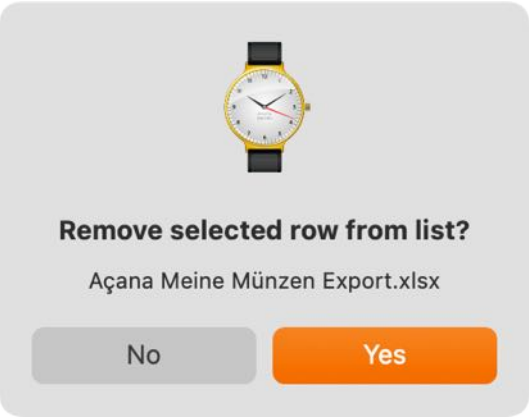 Remove selected row from list?
Açana Meine Münzen Export.xlsx
No
Yes